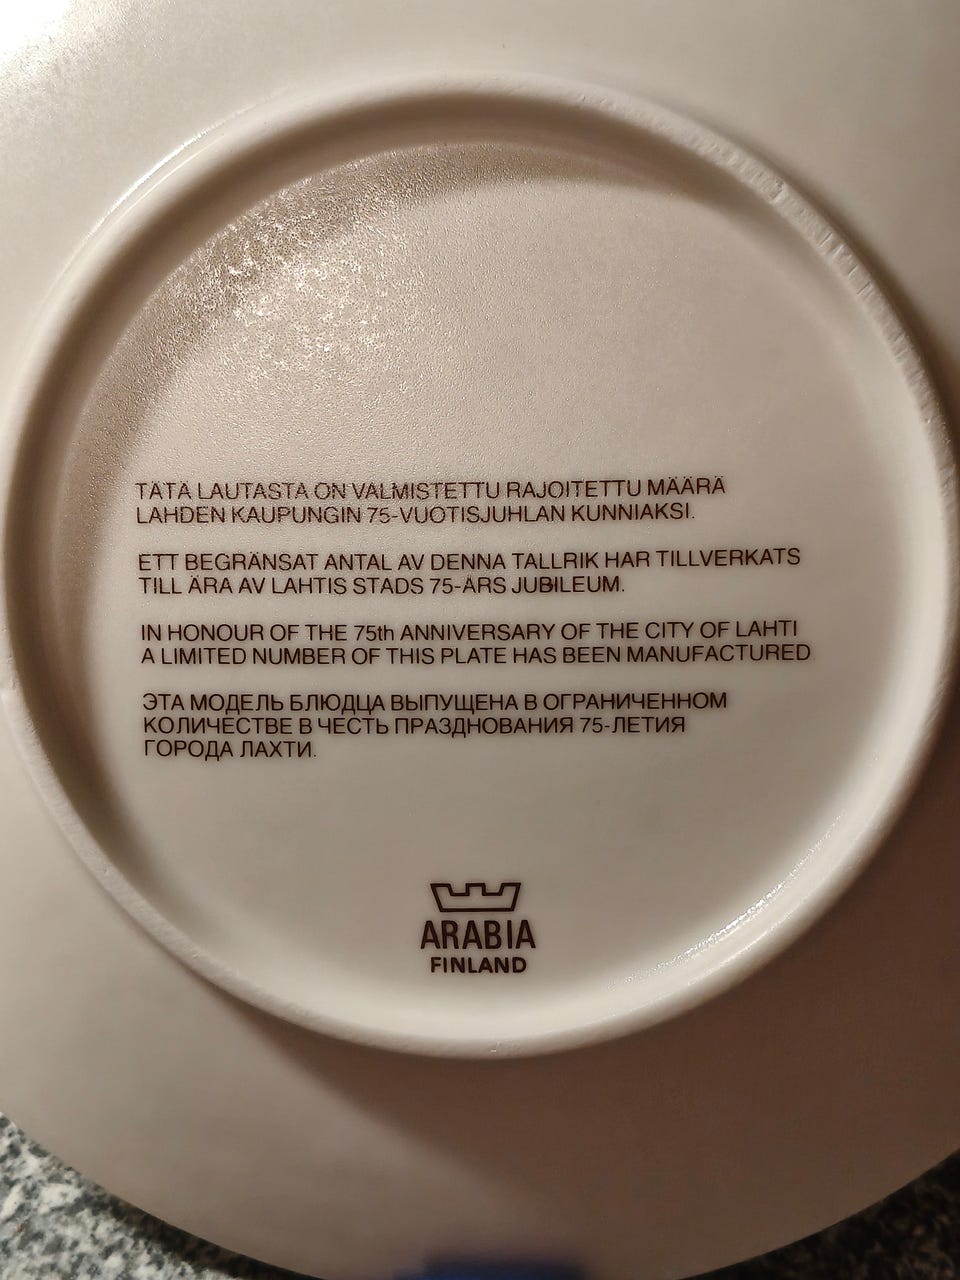 TÄTÄ LAUTASTA ON VALMISTETTU RAJOITETTU MÄÄRÄ
LAHDEN KAUPUNGIN 75-VUOTISJUHLAN KUNNIAKSI.
ETT BEGRÄNSAT ANTAL AV DENNA TALLRIK HAR TILLVERKATS
TILL ÄRA AV LAHTIS STADS 75-ÅRS JUBILEUM.
IN HONOUR OF THE 75th ANNIVERSARY OF THE CITY OF LAHTI
A LIMITED NUMBER OF THIS PLATE HAS BEEN MANUFACTURED
ЭТА МОДЕЛЬ БЛЮДЦА ВЫПУЩЕНА В ОГРАНИЧЕННОМ
КОЛИЧЕСТВЕ В ЧЕСТЬ ПРАЗДНОВАНИЯ 75-ЛЕТИЯ
ГОРОДА ЛАХТИ.
ARABIA
FINLAND